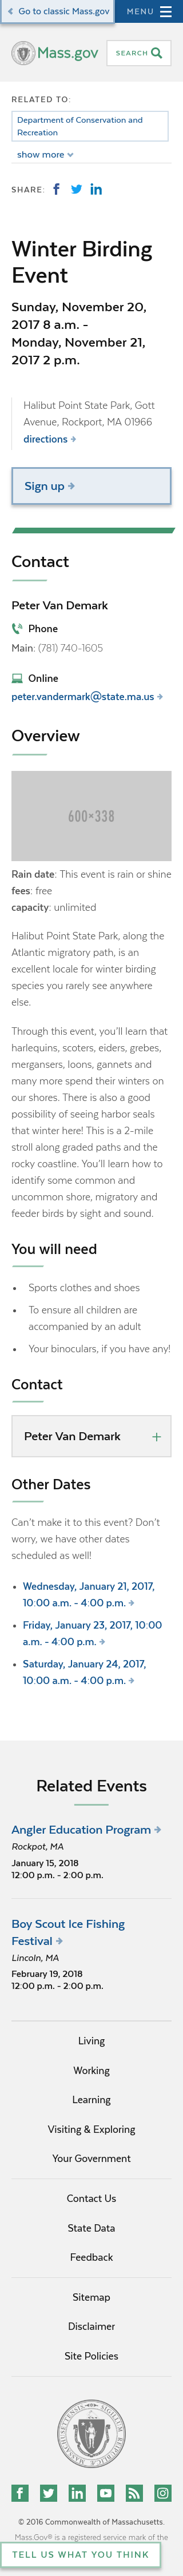 Go to classic Mass.gov
MENU
Mass.gov
SEARCH
RELATED TO:
Department of Conservation and
Recreation
show more
SHARE:
Winter Birding
Event
Sunday, November 20,
2017 8 a.m. -
Monday, November 21,
2017 2 p.m.
Halibut Point State Park, Gott
Avenue, Rockport, MA 01966
directions
Sign up
Contact
Peter Van Demark
Phone
Main: (781) 740-1605
Online
peter.vandermark@state.ma.us
Overview
600×338
Rain date: This event is rain or shine
fees: free
capacity: unlimited
Halibut Point State Park, along the
Atlantic migratory path, is an
excellent locale for winter birding
species you rarely see anywhere
else.
Through this event, you'll learn that
harlequins, scoters, eiders, grebes,
mergansers, loons, gannets and
many more spend their winters on
our shores. There is also a good
possibility of seeing harbor seals
that winter here! This is a 2-mile
stroll along graded paths and the
rocky coastline. You'll learn how to
identify some common and
uncommon shore, migratory and
feeder birds by sight and sound.
You will need
Sports clothes and shoes
To ensure all children are
accompanied by an adult
Your binoculars, if you have any!
Contact
Peter Van Demark
Other Dates
Can't make it to this event? Don't
worry, we have other dates
scheduled as well!
Wednesday, January 21, 2017,
10:00 a.m. - 4:00 p.m.
Friday, January 23, 2017, 10:00
a.m. - 4:00 p.m.
Saturday, January 24, 2017,
10:00 a.m. - 4:00 p.m.
Related Events
Angler Education Program
Rockpot, MA
January 15, 2018
12:00 p.m. - 2:00 p.m.
Boy Scout Ice Fishing
Festival
Lincoln, MA
February 19, 2018
12:00 p.m. - 2:00 p.m.
Living
Working
Learning
Visiting & Exploring
Your Government
Contact Us
State Data
Feedback
Sitemap
Disclaimer
Site Policies
© 2016 Commonwealth of Massachusetts.
Mass.Gov® is a registered service mark of the
TELL US WHAT YOU THINK